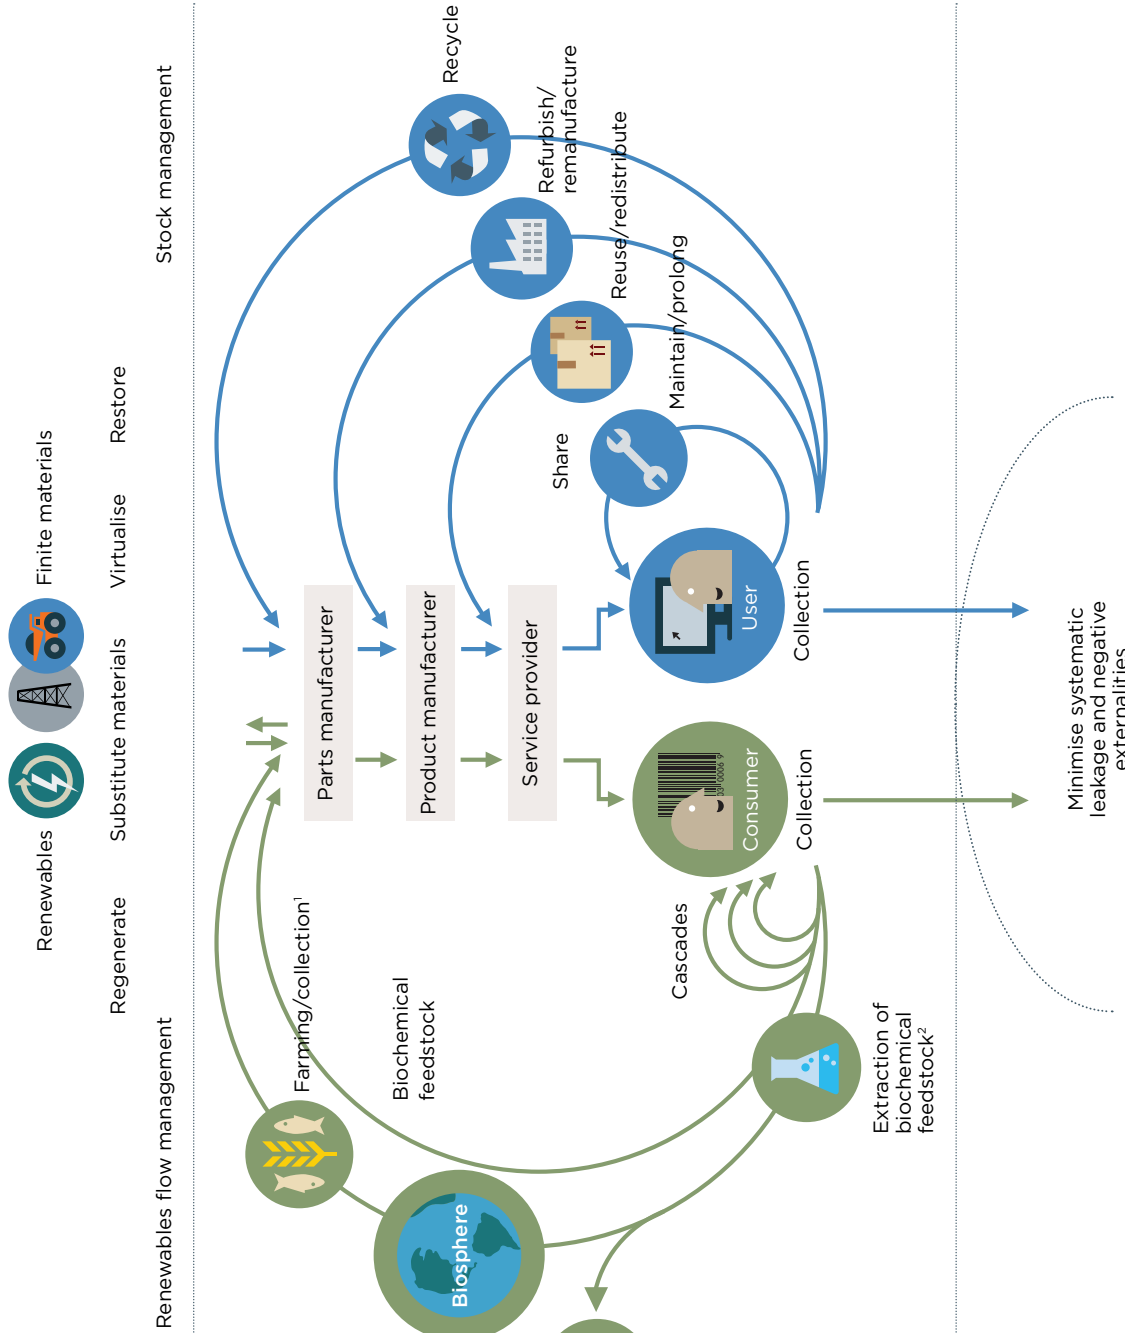 Renewables
Finite materials
Regenerate
Substitute materials
Virtualise
Restore
Renewables flow management
Stock management
Farming/collection¹
Biochemical
feedstock
Biosphere
Parts manufacturer
Product manufacturer
Service provider
Share
Recycle
Refurbish/
remanufacture
Reuse/redistribute
Maintain/prolong
Cascades
Consumer
User
Collection
Collection
Extraction of
biochemical
feedstock²
Minimise systematic
leakage and negative
externalities